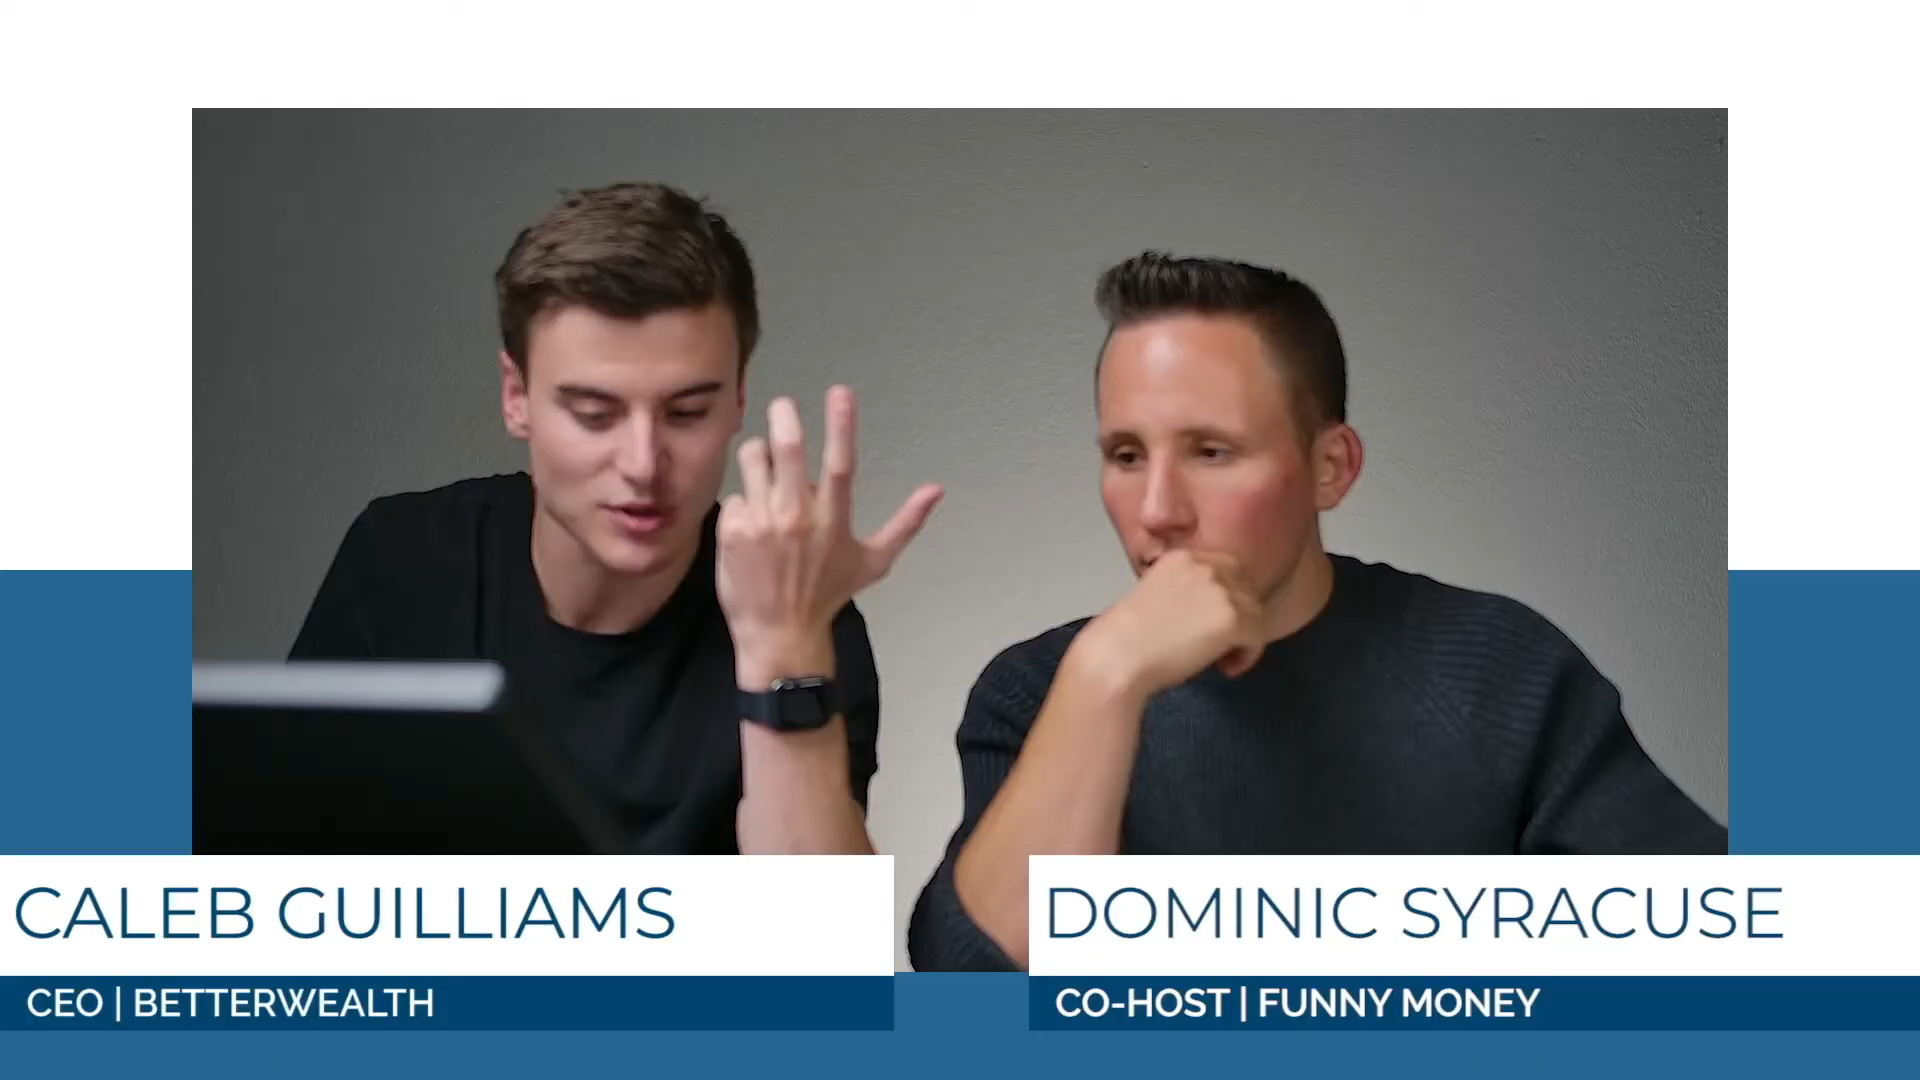 CALEB GUILLIAMS
CEO | BETTERWEALTH
DOMINIC SYRACUSE
CO-HOST | FUNNY MONEY